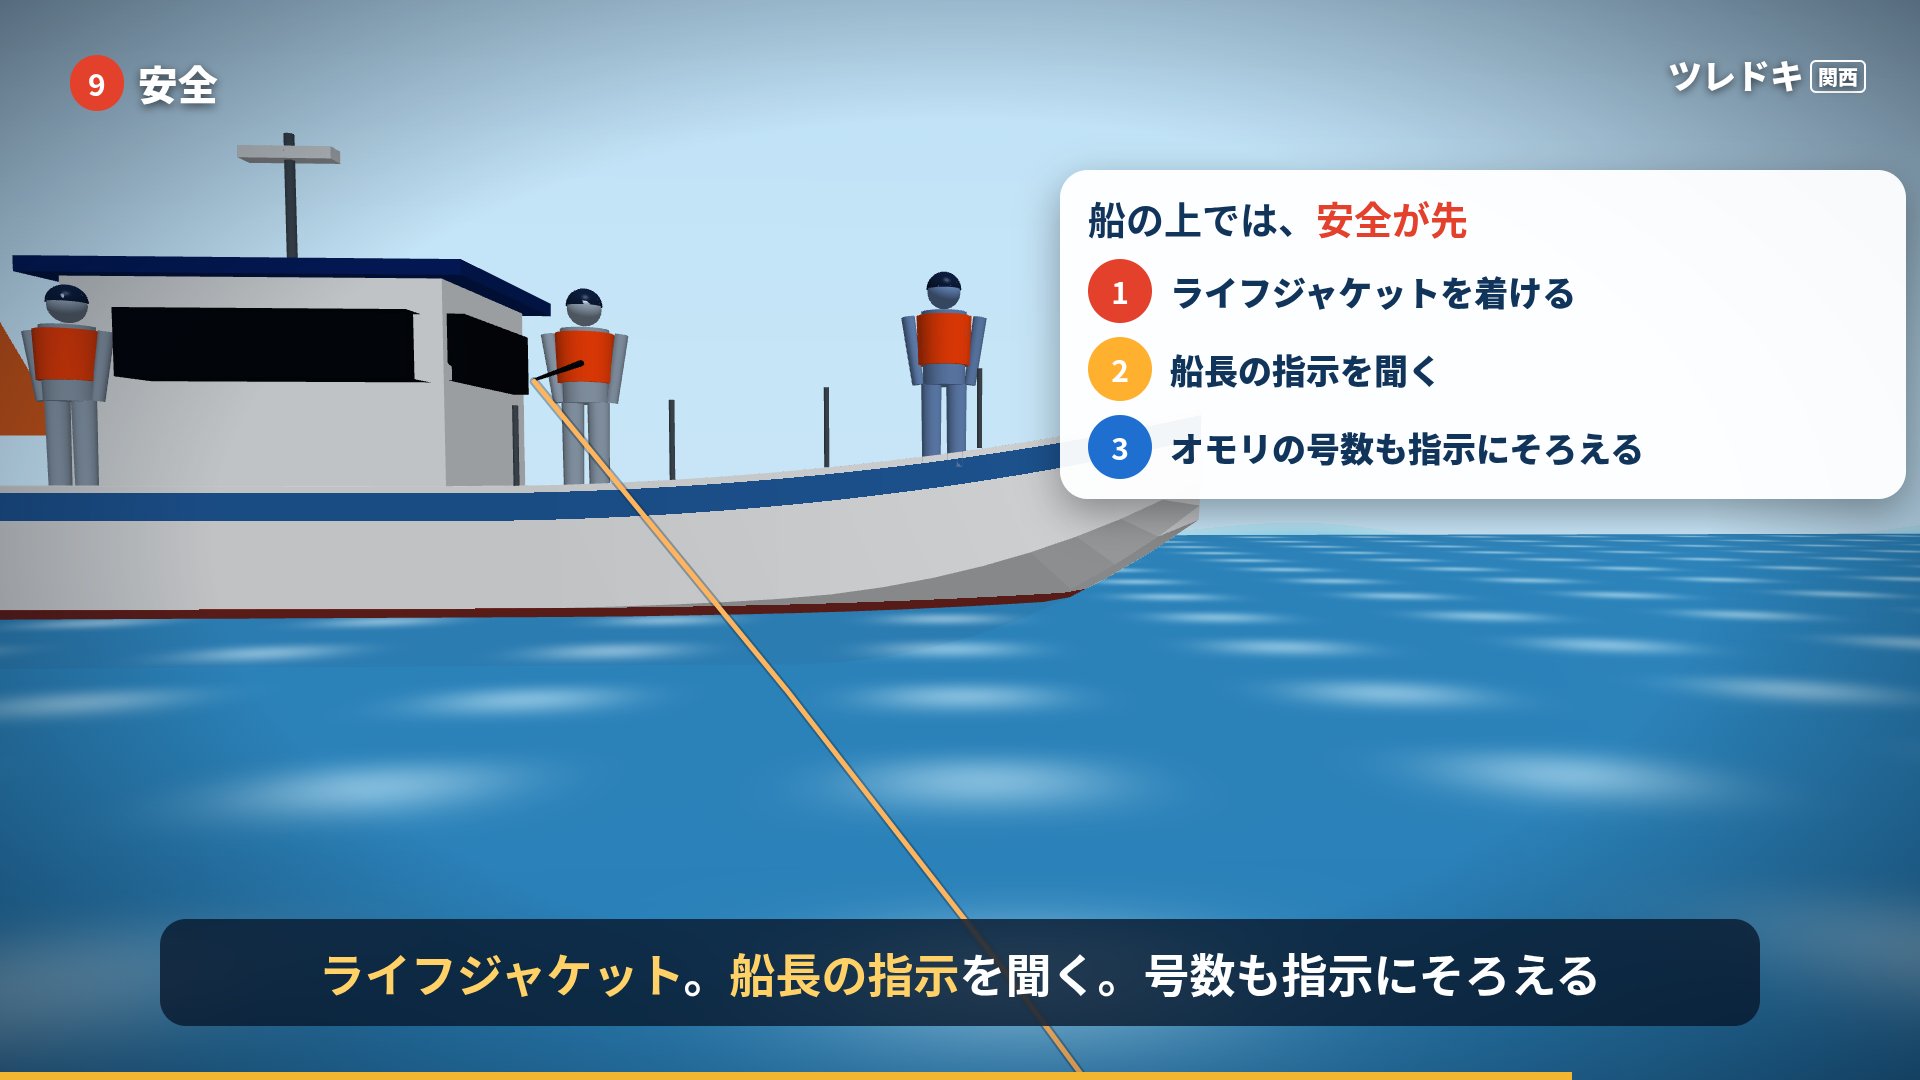 9 安全
ツレドキ 関西
船の上では、安全が先
1 ライフジャケットを着ける
2 船長の指示を聞く
3 オモリの号数も指示にそろえる
ライフジャケット。船長の指示を聞く。号数も指示にそろえる